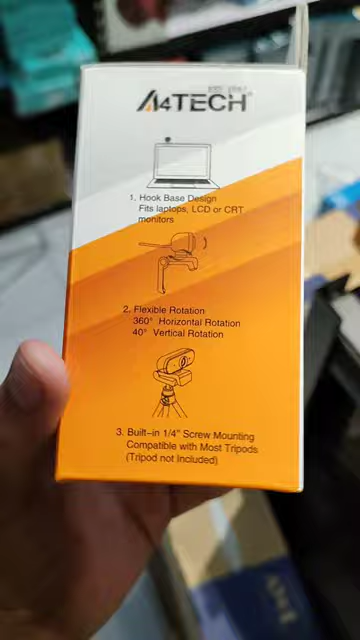 A4TECH®
1. Hook Base Design
Fits laptops, LCD or CRT
monitors
2. Flexible Rotation
360° Horizontal Rotation
40° Vertical Rotation
3. Built-in 1/4" Screw Mounting
Compatible with Most Tripods
(Tripod not Included)